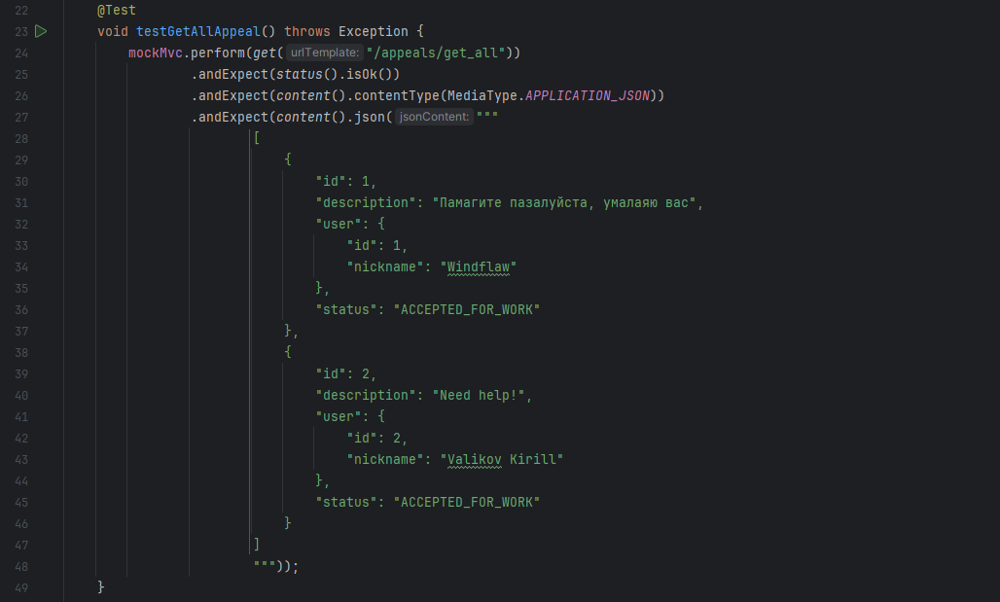 22 @Test
23 void testGetAllAppeal() throws Exception {
24 mockMvc.perform(get( urlTemplate: "/appeals/get_all"))
25 .andExpect(status().isOk())
26 .andExpect(content().contentType(MediaType.APPLICATION_JSON))
27 .andExpect(content().json( jsonContent: """
28 [
29 {
30 "id": 1,
31 "description": "Памагите пазалуйста, умалаяю вас",
32 "user": {
33 "id": 1,
34 "nickname": "Windflaw"
35 },
36 "status": "ACCEPTED_FOR_WORK"
37 },
38 {
39 "id": 2,
40 "description": "Need help!",
41 "user": {
42 "id": 2,
43 "nickname": "Valikov Kirill"
44 },
45 "status": "ACCEPTED_FOR_WORK"
46 }
47 ]
48 """));
49 }